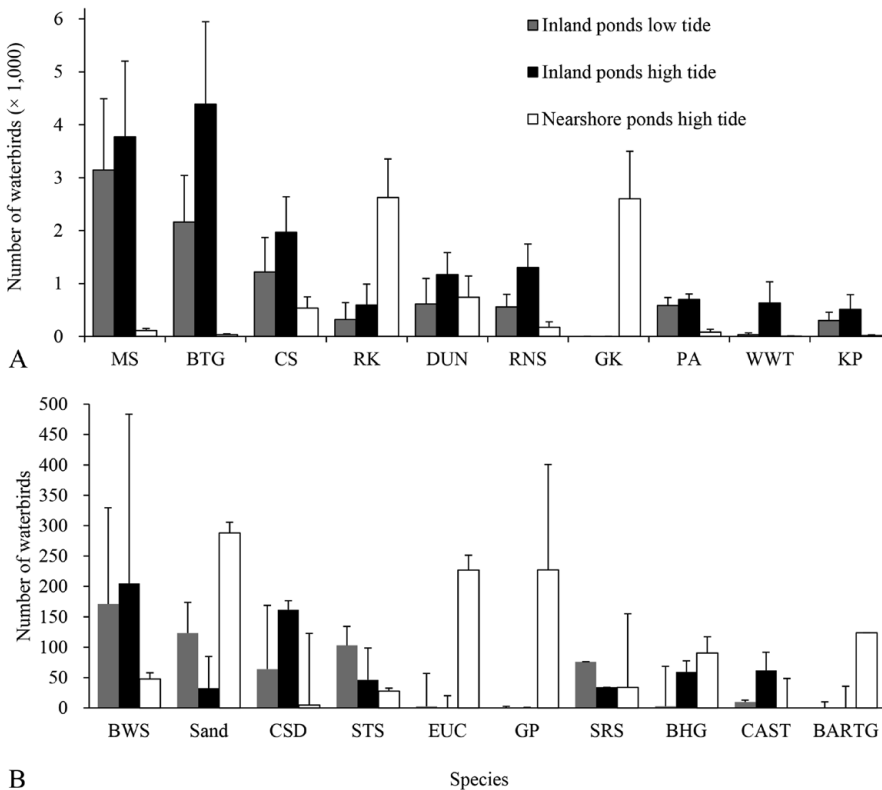 Number of waterbirds (× 1,000)
6
5
4
3
2
1
0
Inland ponds low tide
Inland ponds high tide
Nearshore ponds high tide
MS BTG CS RK DUN RNS GK PA WWT KP
A
Number of waterbirds
500
450
400
350
300
250
200
150
100
50
0
BWS Sand CSD STS EUC GP SRS BHG CAST BARTG
B
Species